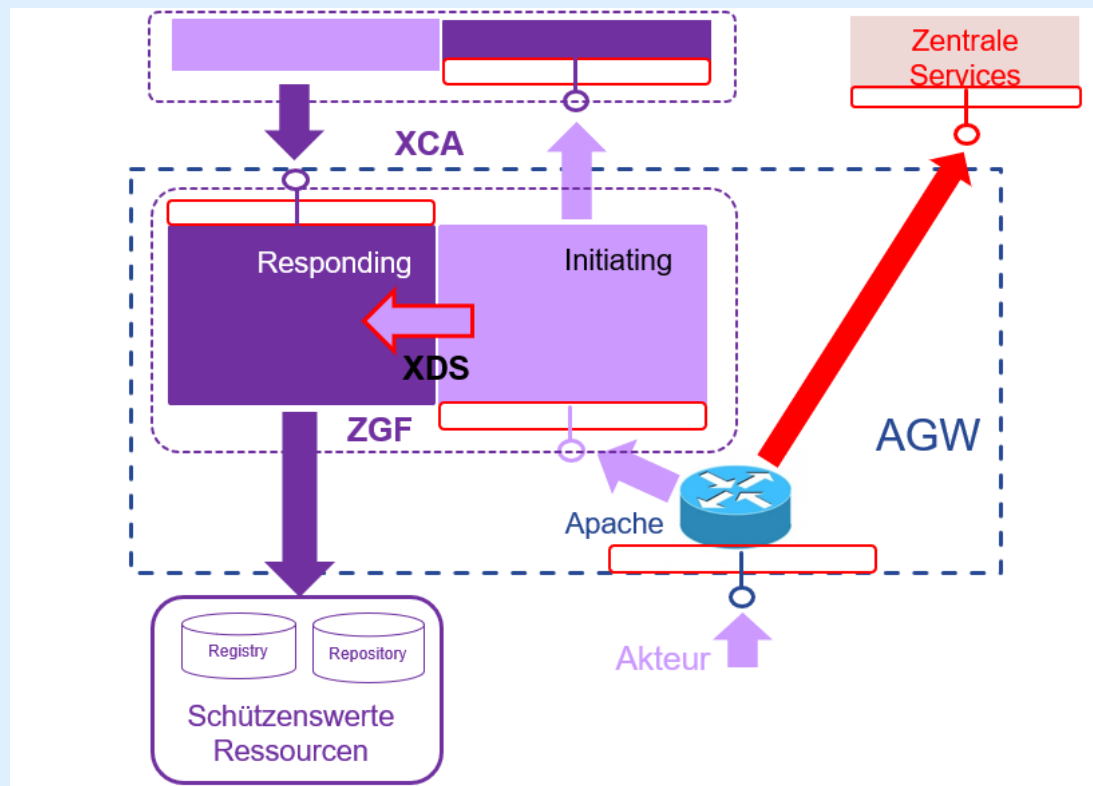 Zentrale
Services
XCA
Responding
Initiating
XDS
ZGF
AGW
Apache
Akteur
Registry
Repository
Schützenswerte
Ressourcen